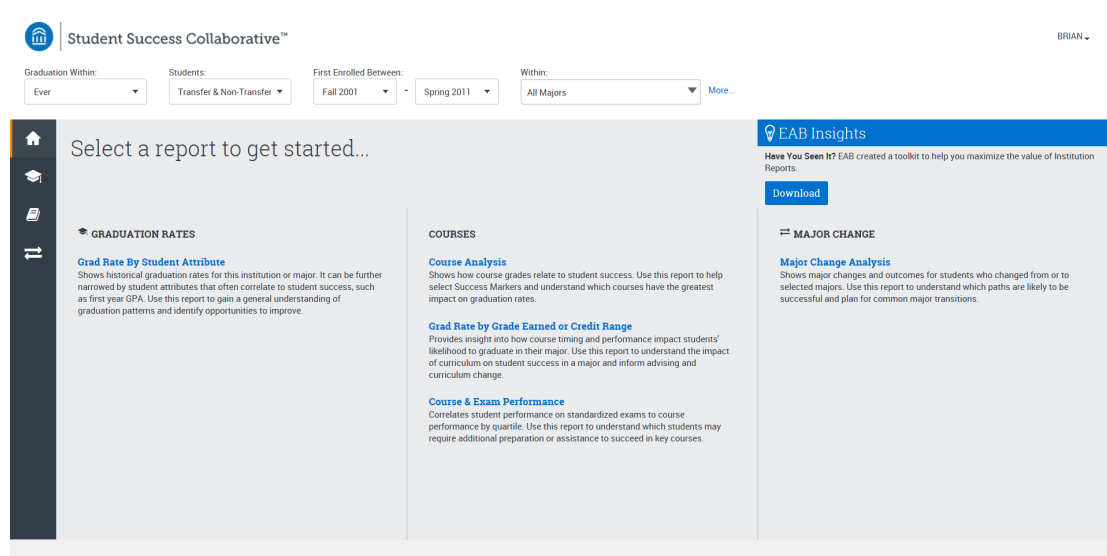 Student Success Collaborative™
BRIAN
Graduation Within:
Students:
First Enrolled Between:
Within:
Ever
Transfer & Non-Transfer
Fall 2001
-
Spring 2011
All Majors
More...
Select a report to get started...
EAB Insights
Have You Seen It? EAB created a toolkit to help you maximize the value of Institution
Reports.
Download
GRADUATION RATES
Grad Rate By Student Attribute
Shows historical graduation rates for this institution or major. It can be further
narrowed by student attributes that often correlate to student success, such
as first year GPA. Use this report to gain a general understanding of
graduation patterns and identify opportunities to improve.
COURSES
Course Analysis
Shows how course grades relate to student success. Use this report to help
select Success Markers and understand which courses have the greatest
impact on graduation rates.
Grad Rate by Grade Earned or Credit Range
Provides insight into how course timing and performance impact students'
likelihood to graduate in their major. Use this report to understand the impact
of curriculum on student success in a major and inform advising and
curriculum change.
Course & Exam Performance
Correlates student performance on standardized exams to course
performance by quartile. Use this report to understand which students may
require additional preparation or assistance to succeed in key courses.
MAJOR CHANGE
Major Change Analysis
Shows major changes and outcomes for students who changed from or to
selected majors. Use this report to understand which paths are likely to be
successful and plan for common major transitions.